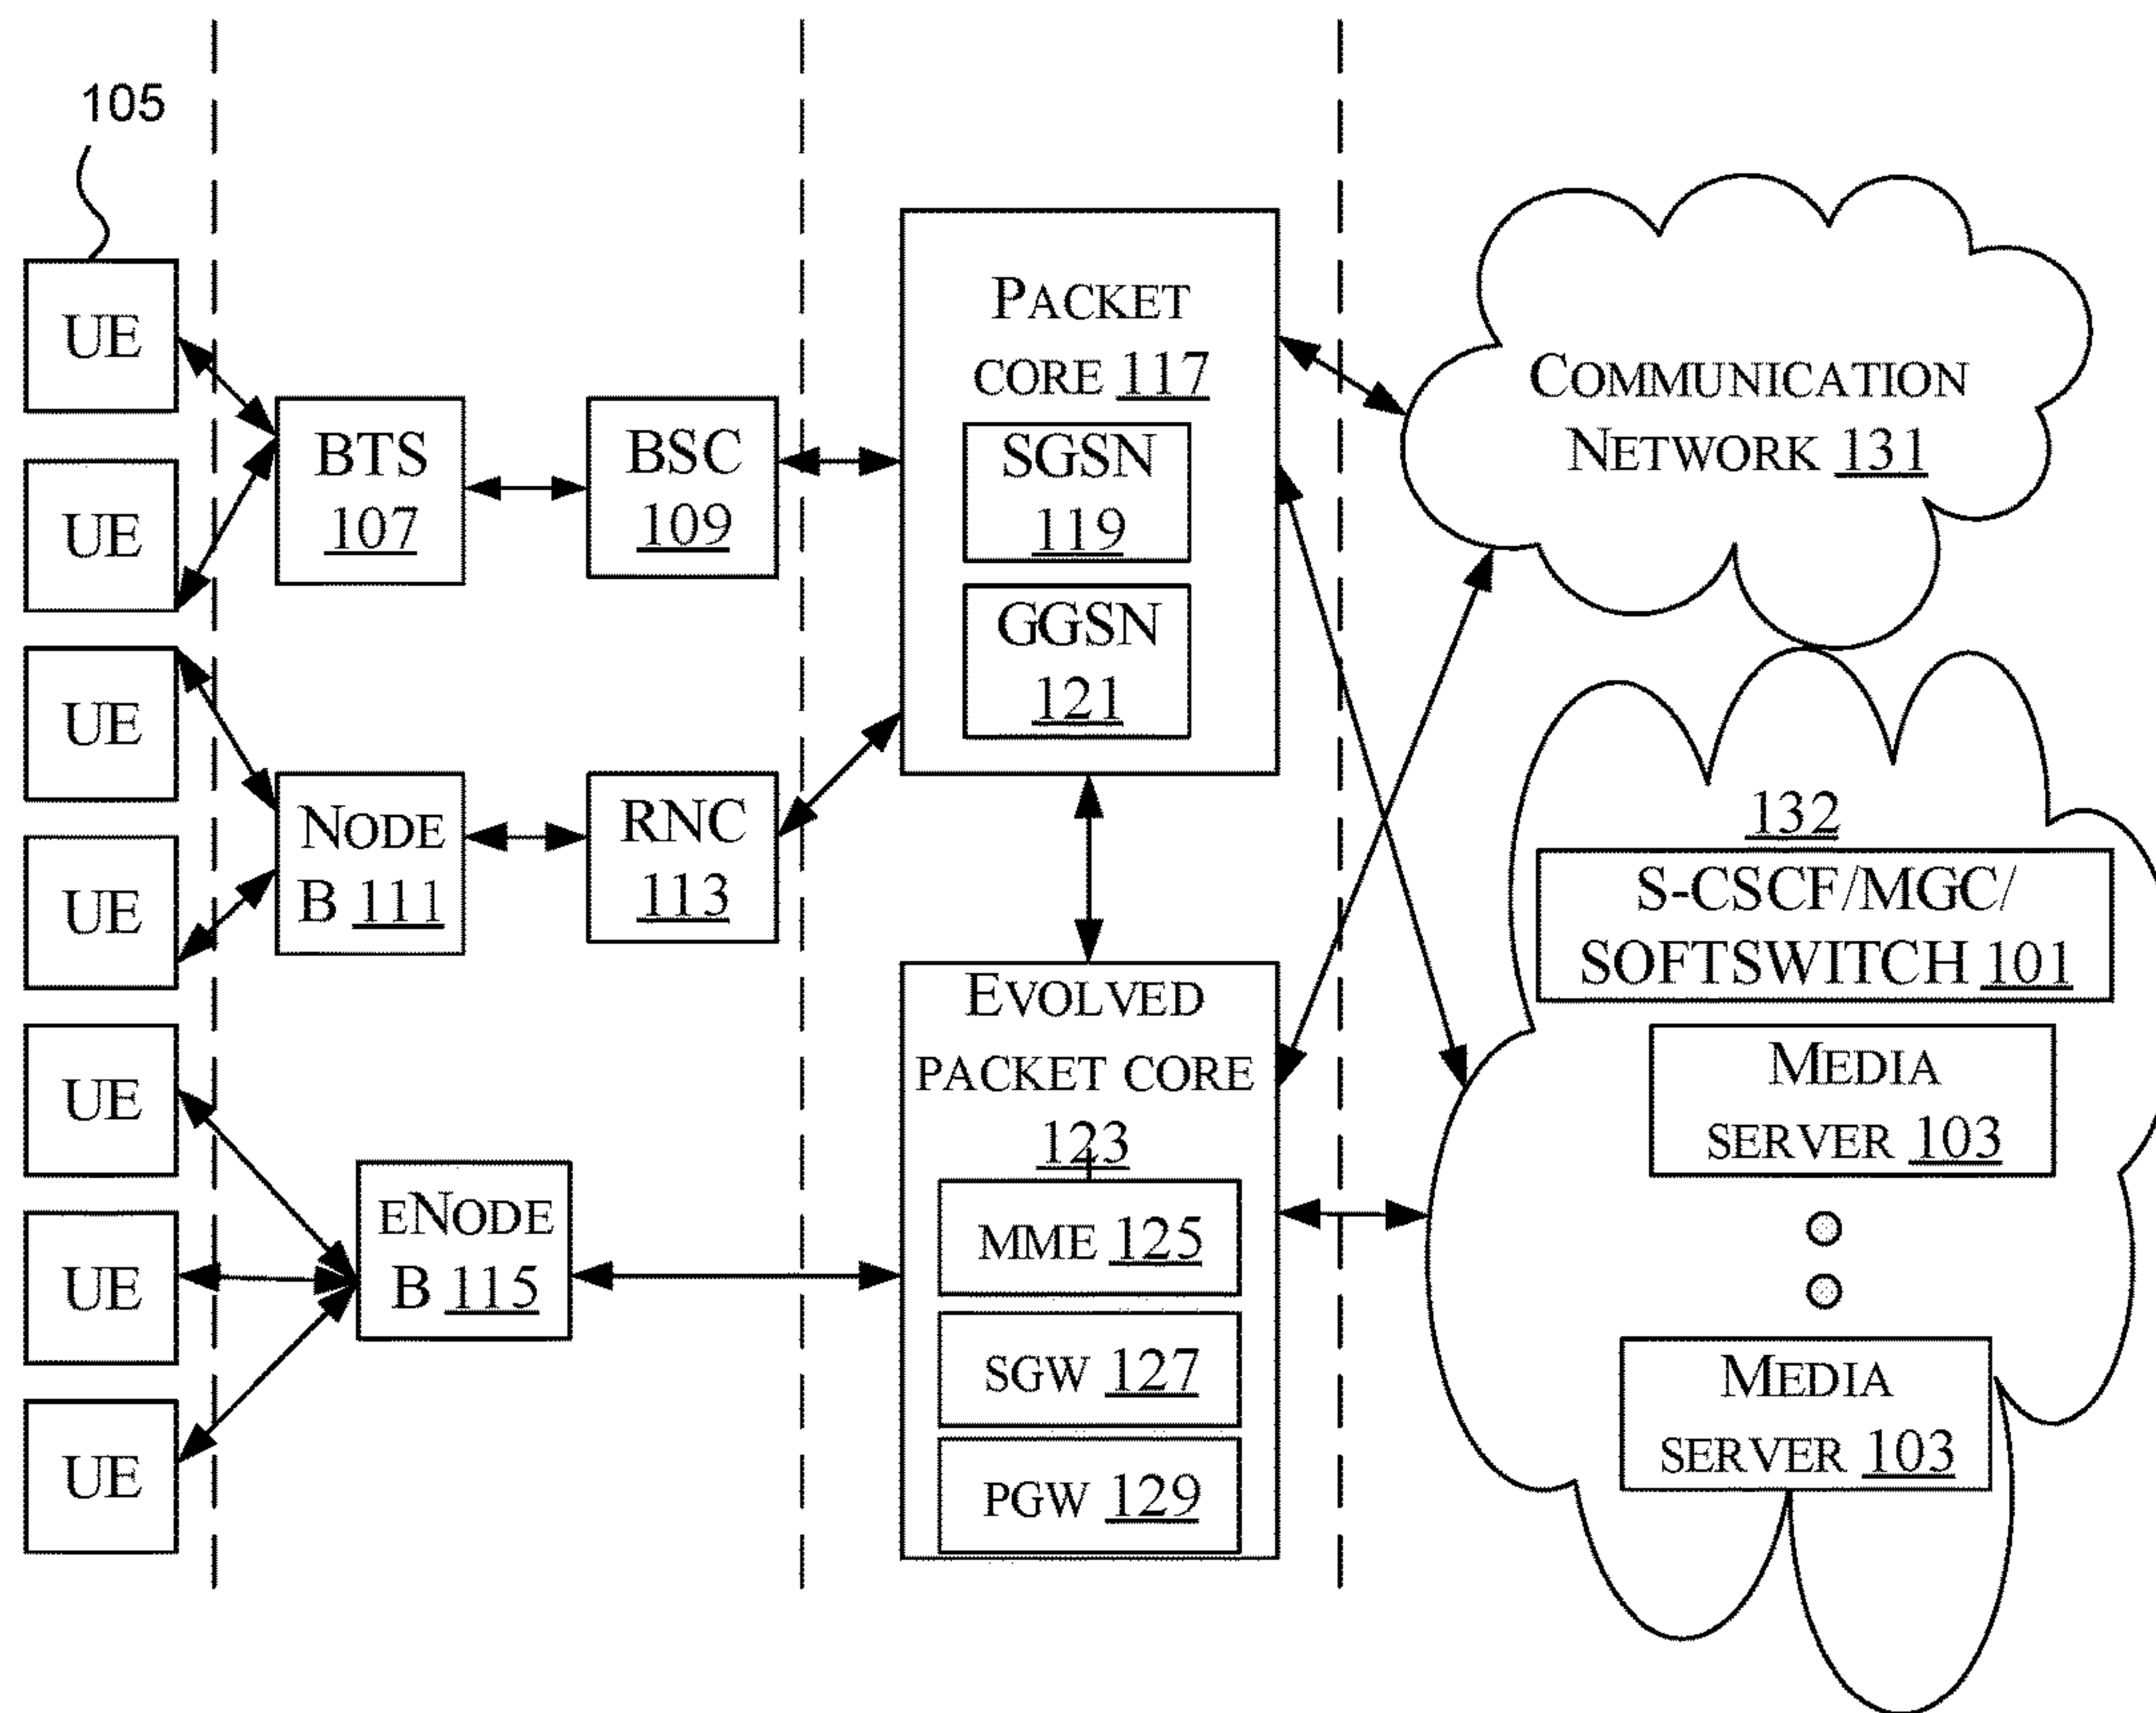 105
UE
UE
UE
UE
UE
UE
UE
BTS
107
BSC
109
NODE
B 111
RNC
113
eNODE
B 115
PACKET
CORE 117
SGSN
119
GGSN
121
EVOLVED
PACKET CORE
123
MME 125
SGW 127
PGW 129
COMMUNICATION
NETWORK 131
132
S-CSCF/MGC/
SOFTSWITCH 101
MEDIA
SERVER 103
MEDIA
SERVER 103